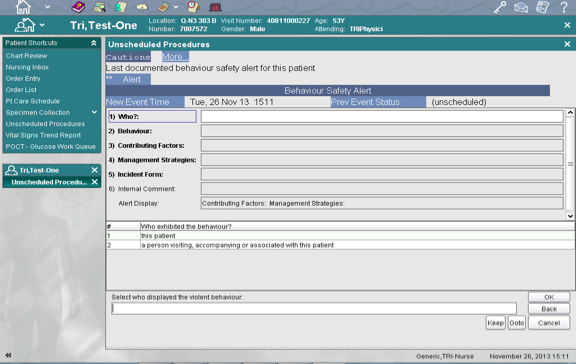 Tri,Test-One
Location: Q-N3 303 B Visit Number: 40811000227 Age: 53Y
Number: 7007572 Gender: Male Attending: TRIPhysici
Patient Shortcuts
Chart Review
Nursing Inbox
Order Entry
Order List
Pt Care Schedule
Specimen Collection
Unscheduled Procedures
Vital Signs Trend Report
POCT - Glucose Work Queue
Tri,Test-One
Unscheduled Procedu...
Unscheduled Procedures
Cautions More...
Last documented behaviour safety alert for this patient
** Alert
Behaviour Safety Alert
New Event Time Tue, 26 Nov 13 1511 Prev Event Status (unscheduled)
1) Who?:
2) Behaviour:
3) Contributing Factors:
4) Management Strategies:
5) Incident Form:
6) Internal Comment:
Alert Display: Contributing Factors: Management Strategies:
# Who exhibited the behaviour?
1 this patient
2 a person visiting, accompanying or associated with this patient
Select who displayed the violent behaviour:
OK
Back
Keep Goto Cancel
Generic,TRI-Nurse November 26, 2013 15:11